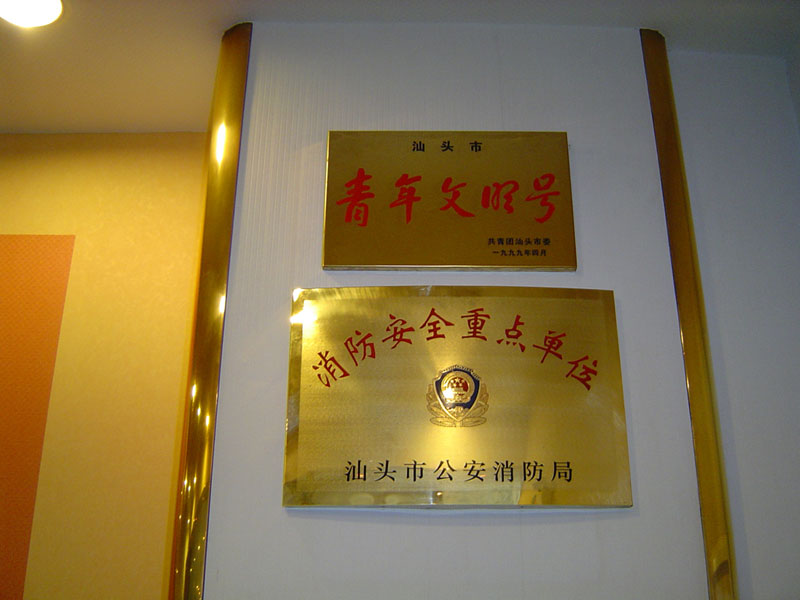 汕头市
青年文明号
共青团汕头市委
一九九九年四月
消防安全重点单位
汕头市公安消防局